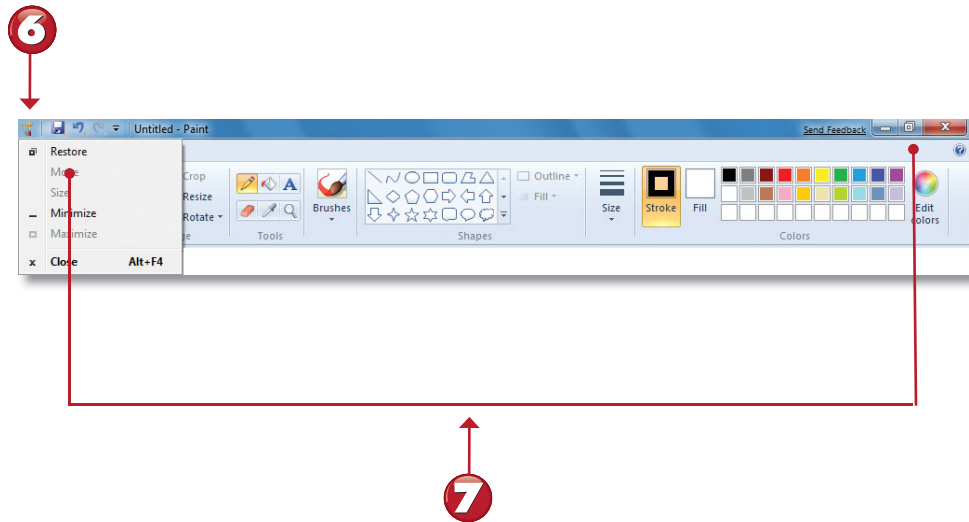 6
Untitled - Paint
Send Feedback
Restore
Move
Size
Minimize
Maximize
Close Alt+F4
Crop
Resize
Rotate
ge
Tools
A
Brushes
Outline
Fill
Shapes
Size
Stroke
Fill
Edit
colors
Colors
7